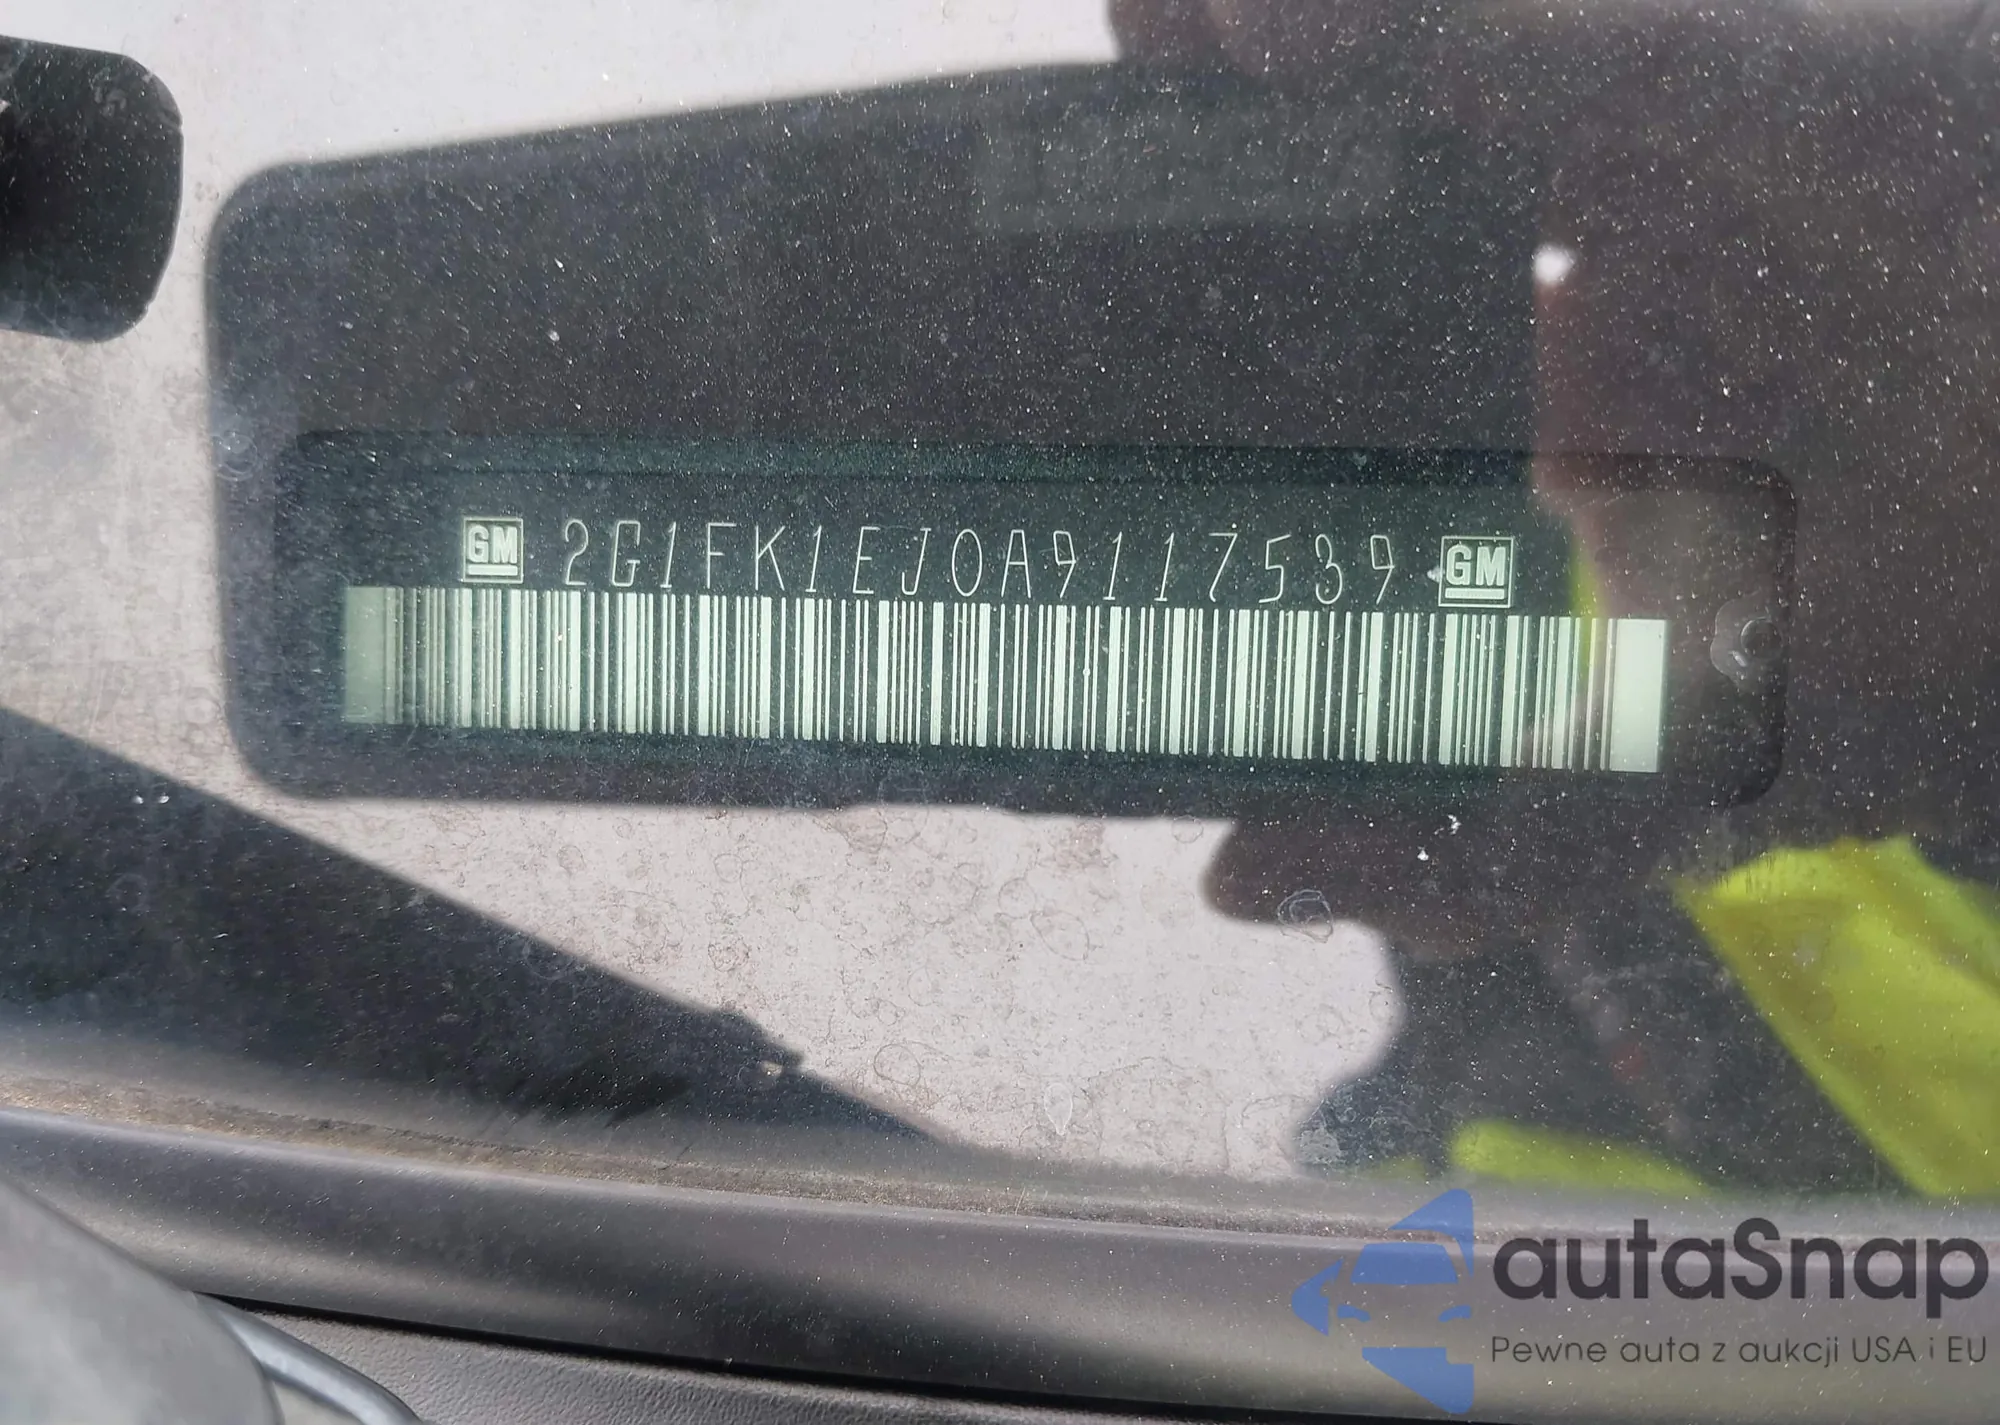 GM 2G1FK1EJ0A9117539 GM
autaSnap
Pewne auta z aukcji USA i EU